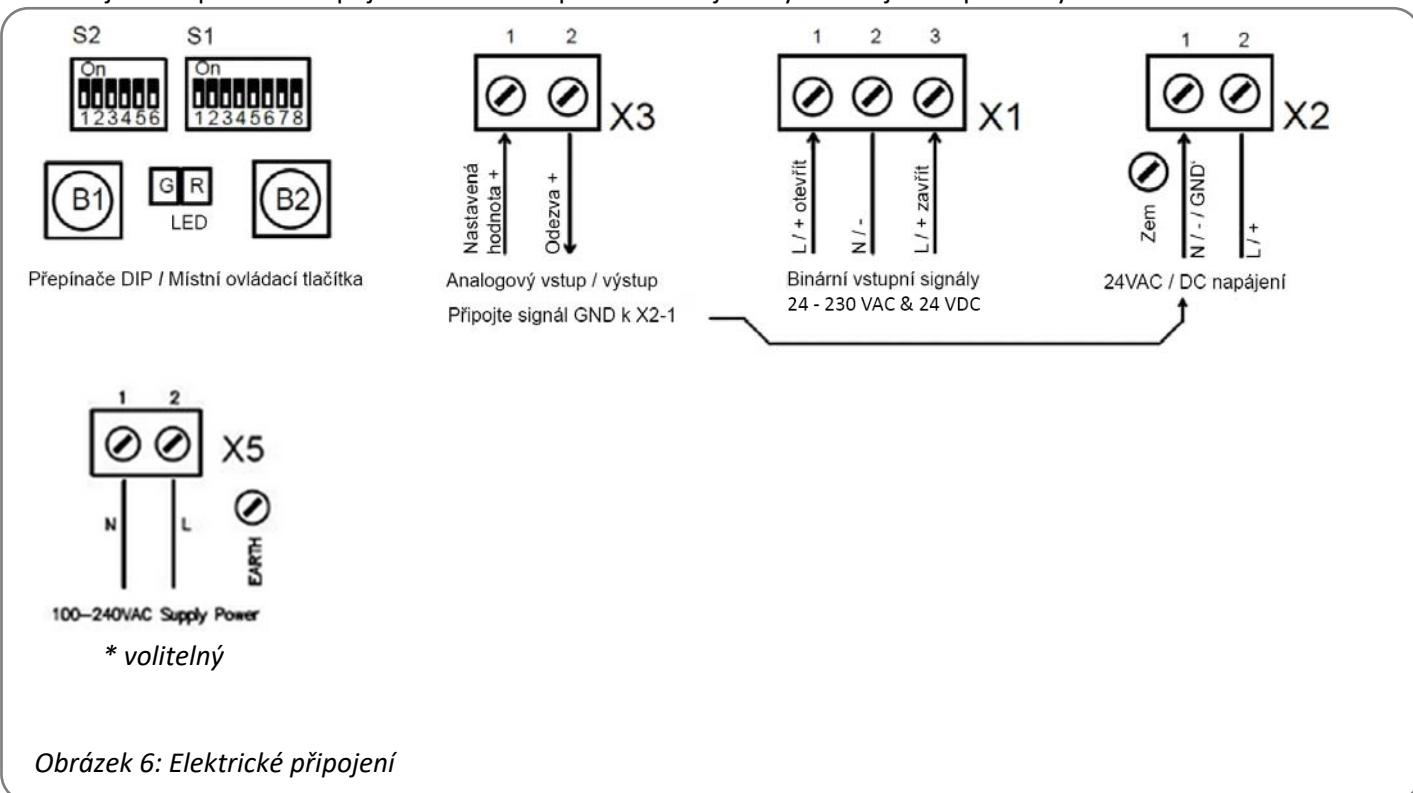 S2
S1
On
123456
On
12345678
B1
G R
LED
B2
Přepínače DIP / Místní ovládací tlačítka
1 2
X3
Nastavená
hodnota +
Odezva +
Analogový vstup / výstup
Připojte signál GND k X2-1
1 2 3
X1
L / + otevřít
N / -
L / + zavřít
Binární vstupní signály
24 - 230 VAC & 24 VDC
1 2
X2
Zem
N / - / GND'
L / +
24VAC / DC napájení
1 2
X5
N
L
EARTH
100–240VAC Supply Power
* volitelný
Obrázek 6: Elektrické připojení